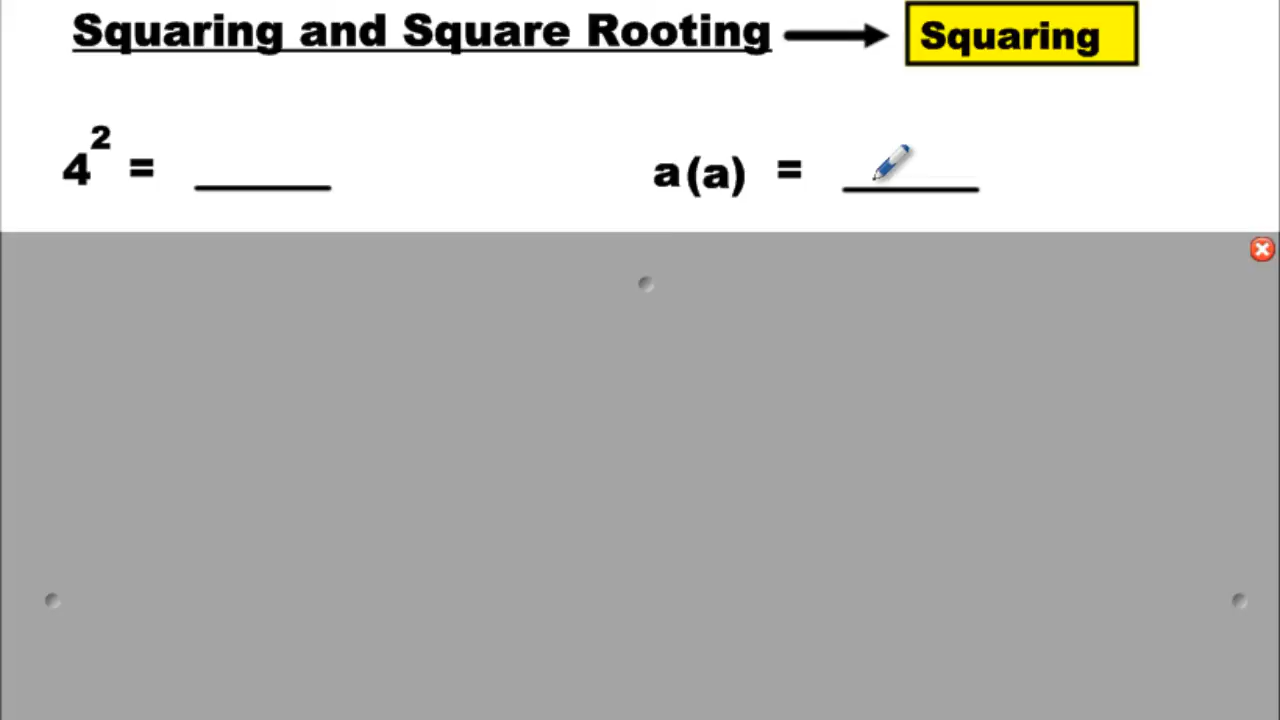 Squaring and Square Rooting → Squaring
4² = ______ a(a) = ______